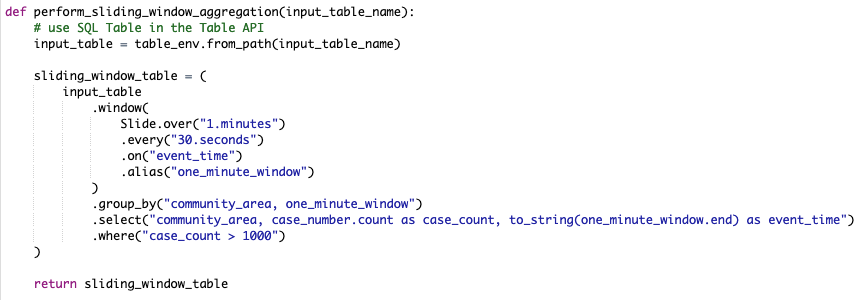 def perform_sliding_window_aggregation(input_table_name):
    # use SQL Table in the Table API
    input_table = table_env.from_path(input_table_name)

    sliding_window_table = (
        input_table
            .window(
                Slide.over("1.minutes")
                .every("30.seconds")
                .on("event_time")
                .alias("one_minute_window")
            )
            .group_by("community_area, one_minute_window")
            .select("community_area, case_number.count as case_count, to_string(one_minute_window.end) as event_time")
            .where("case_count > 1000")
    )

    return sliding_window_table